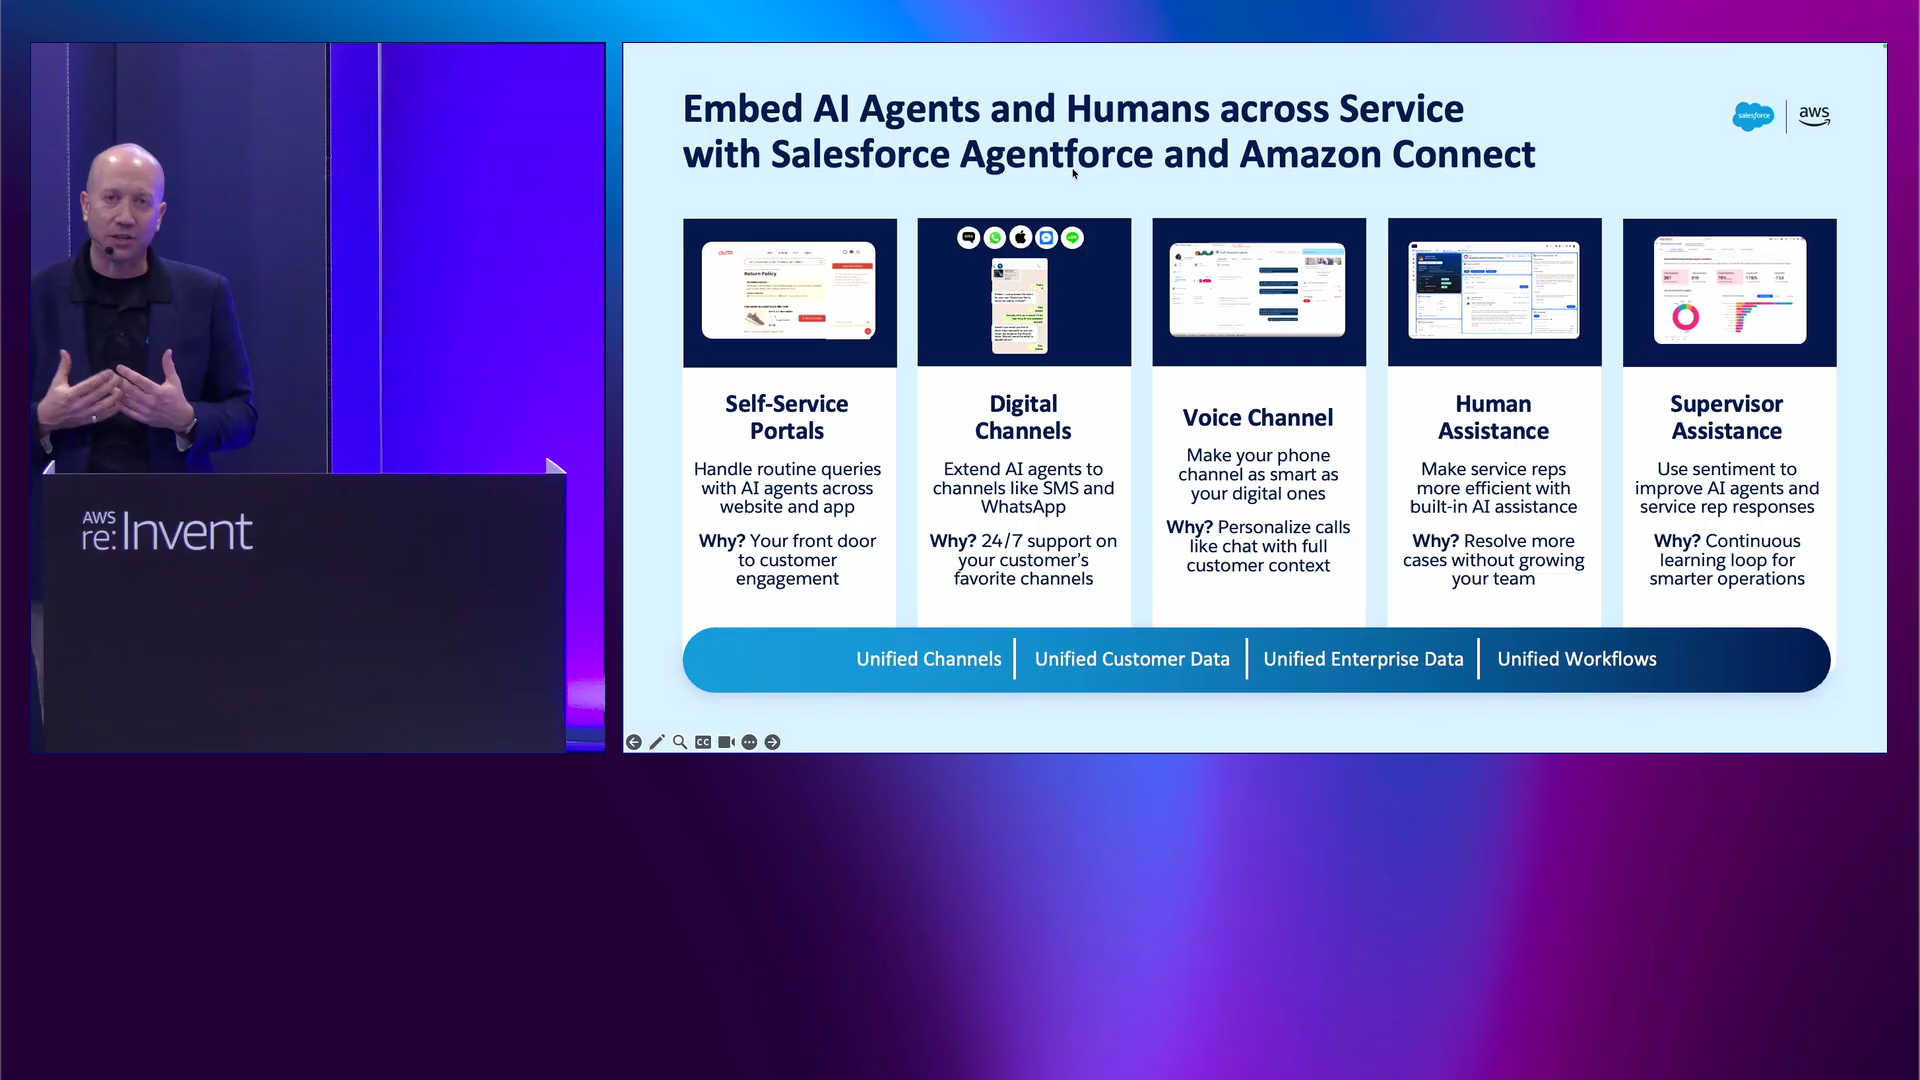 AWS
re:Invent
Embed AI Agents and Humans across Service
with Salesforce Agentforce and Amazon Connect
salesforce
aws
Return Policy
Self-Service
Portals
Handle routine queries
with AI agents across
website and app
Why? Your front door
to customer
engagement
Digital
Channels
Extend AI agents to
channels like SMS and
WhatsApp
Why? 24/7 support on
your customer's
favorite channels
Voice Channel
Make your phone
channel as smart as
your digital ones
Why? Personalize calls
like chat with full
customer context
Human
Assistance
Make service reps
more efficient with
built-in AI assistance
Why? Resolve more
cases without growing
your team
Supervisor
Assistance
Use sentiment to
improve AI agents and
service rep responses
Why? Continuous
learning loop for
smarter operations
Unified Channels
Unified Customer Data
Unified Enterprise Data
Unified Workflows
CC